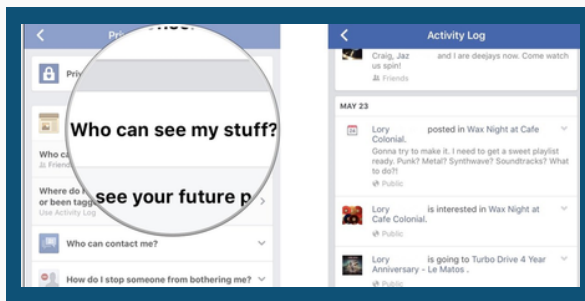 Pri
Priv
Who can see my stuff?
Who ca
Friend
see your future p
Where do
or been tagg
Use Activity Log
Who can contact me?
How do I stop someone from bothering me?
Activity Log
Craig, Jaz and I are deejays now. Come watch
us spin!
Friends
MAY 23
Lory posted in Wax Night at Cafe
Colonial.
Gonna try to make it. I need to get a sweet playlist
ready. Punk? Metal? Synthwave? Soundtracks? What
to do?!
Public
Lory is interested in Wax Night at
Cafe Colonial.
Public
Lory is going to Turbo Drive 4 Year
Anniversary - Le Matos .
Public